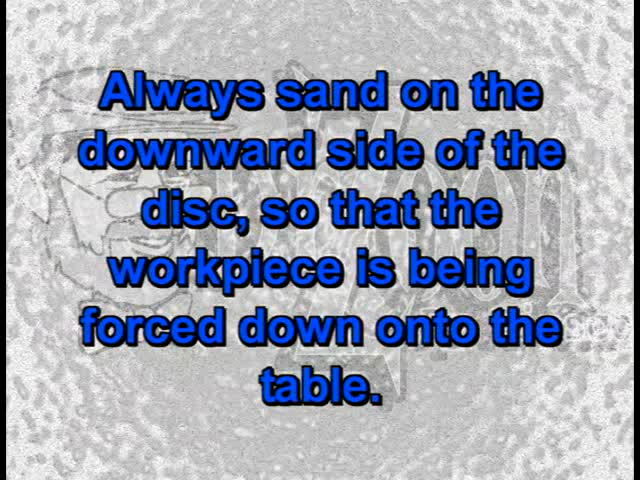 Always sand on the
downward side of the
disc, so that the
workpiece is being
forced down onto the
table.